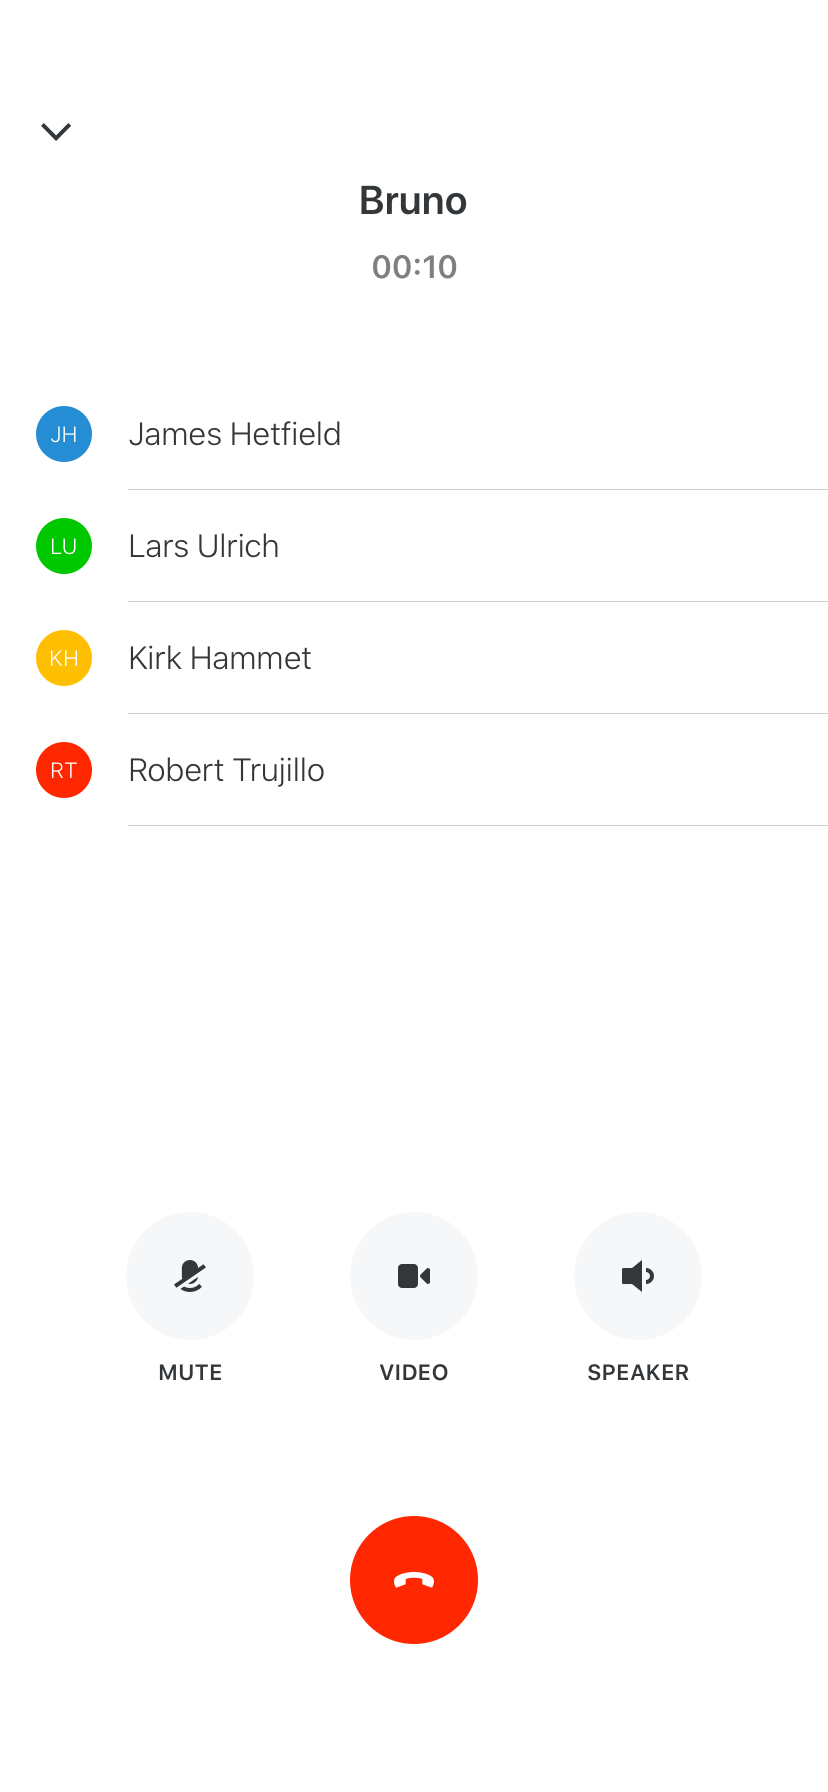 Bruno
00:10
JH James Hetfield
LU Lars Ulrich
KH Kirk Hammet
RT Robert Trujillo
MUTE VIDEO SPEAKER